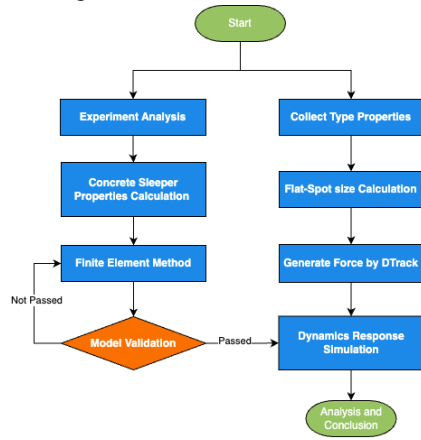 Start
Experiment Analysis
Collect Type Properties
Concrete Sleeper
Properties Calculation
Flat-Spot size Calculation
Finite Element Method
Generate Force by DTrack
Not Passed
Model Validation
Passed
Dynamics Response
Simulation
Analysis and
Conclusion